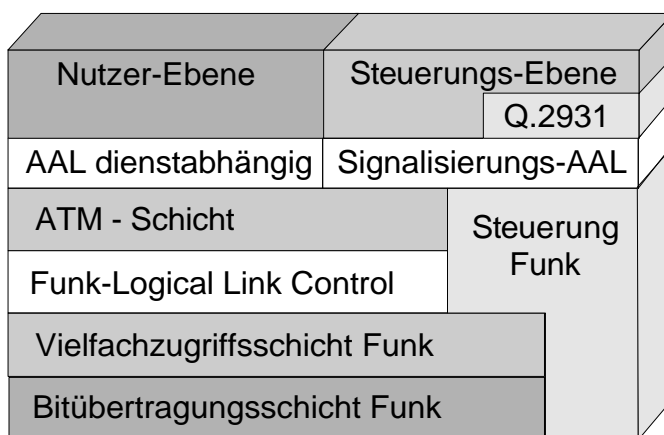 Nutzer-Ebene
Steuerungs-Ebene
Q.2931
AAL dienstabhängig
Signalisierungs-AAL
ATM - Schicht
Steuerung
Funk
Funk-Logical Link Control
Vielfachzugriffsschicht Funk
Bitübertragungsschicht Funk